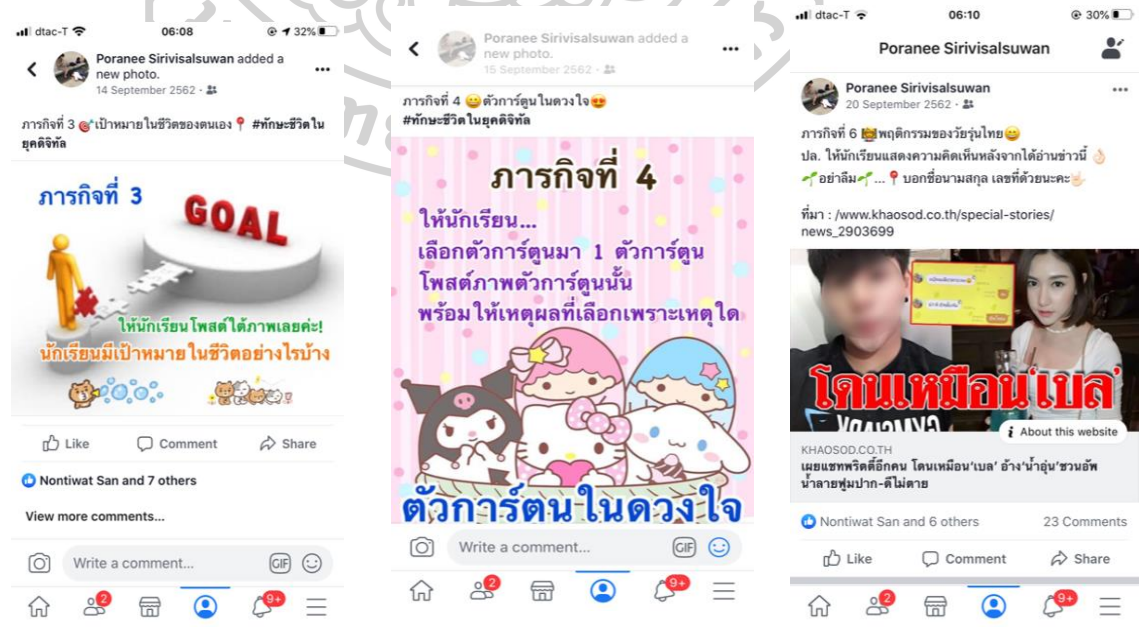 dtac-T 06:08 32%
Poranee Sirivisalsuwan added a
new photo.
14 September 2562
ภารกิจที่ 3 🎯เป้าหมายในชีวิตของตนเอง📍 #ทักษะชีวิตใน
ยุคดิจิทัล
ภารกิจที่ 3
GOAL
ให้นักเรียนโพสต์ใต้ภาพเลยค่ะ!
นักเรียนมีเป้าหมายในชีวิตอย่างไรบ้าง
Like Comment Share
Nontiwat San and 7 others
View more comments...
Write a comment... GIF
2 9+
Poranee Sirivisalsuwan added a
new photo.
15 September 2562
ภารกิจที่ 4 😄ตัวการ์ตูนในดวงใจ😍
#ทักษะชีวิตในยุคดิจิทัล
ภารกิจที่ 4
ให้นักเรียน...
เลือกตัวการ์ตูนมา 1 ตัวการ์ตูน
โพสต์ภาพตัวการ์ตูนนั้น
พร้อมให้เหตุผลที่เลือกเพราะเหตุใด
ตัวการ์ตูนในดวงใจ
Write a comment... GIF
2 9+
dtac-T 06:10 30%
Poranee Sirivisalsuwan
Poranee Sirivisalsuwan
20 September 2562
ภารกิจที่ 6 พฤติกรรมของวัยรุ่นไทย😄
ปล. ให้นักเรียนแสดงความคิดเห็นหลังจากได้อ่านข่าวนี้ 👌
🌱อย่าลืม🌱... 📍 บอกชื่อนามสกุล เลขที่ด้วยนะคะ
ที่มา : /www.khaosod.co.th/special-stories/
news_2903699
โดนเหมือน'เบล'
About this website
KHAOSOD.CO.TH
เผยแชทพริตตี้อีกคน โดนเหมือน'เบล' อ้าง'น้ำอุ่น'ชวนอัพ
น้ำลายฟูมปาก-ดีไม่ตาย
Nontiwat San and 6 others 23 Comments
Like Comment Share
2 9+